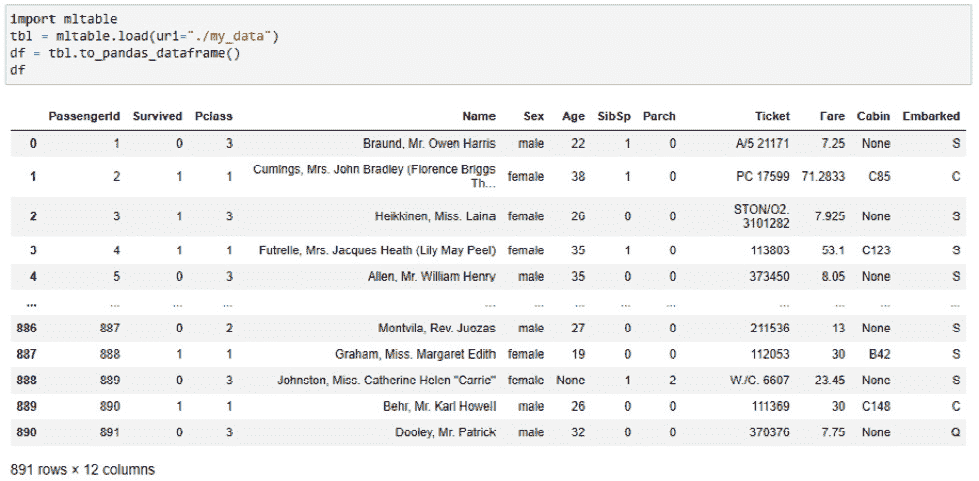 import mltable
tbl = mltable.load(uri="./my_data")
df = tbl.to_pandas_dataframe()
df
PassengerId Survived Pclass Name Sex Age SibSp Parch Ticket Fare Cabin Embarked
0 1 0 3 Braund, Mr. Owen Harris male 22 1 0 A/5 21171 7.25 None S
1 2 1 1 Cumings, Mrs. John Bradley (Florence Briggs Th... female 38 1 0 PC 17599 71.2833 C85 C
2 3 1 3 Heikkinen, Miss. Laina female 26 0 0 STON/O2. 3101282 7.925 None S
3 4 1 1 Futrelle, Mrs. Jacques Heath (Lily May Peel) female 35 1 0 113803 53.1 C123 S
4 5 0 3 Allen, Mr. William Henry male 35 0 0 373450 8.05 None S
... ... ... ... ... ... ... ... ... ... ... ... ...
886 887 0 2 Montvila, Rev. Juozas male 27 0 0 211536 13 None S
887 888 1 1 Graham, Miss. Margaret Edith female 19 0 0 112053 30 B42 S
888 889 0 3 Johnston, Miss. Catherine Helen "Carrie" female None 1 2 W./C. 6607 23.45 None S
889 890 1 1 Behr, Mr. Karl Howell male 26 0 0 111369 30 C148 C
890 891 0 3 Dooley, Mr. Patrick male 32 0 0 370376 7.75 None Q
891 rows × 12 columns